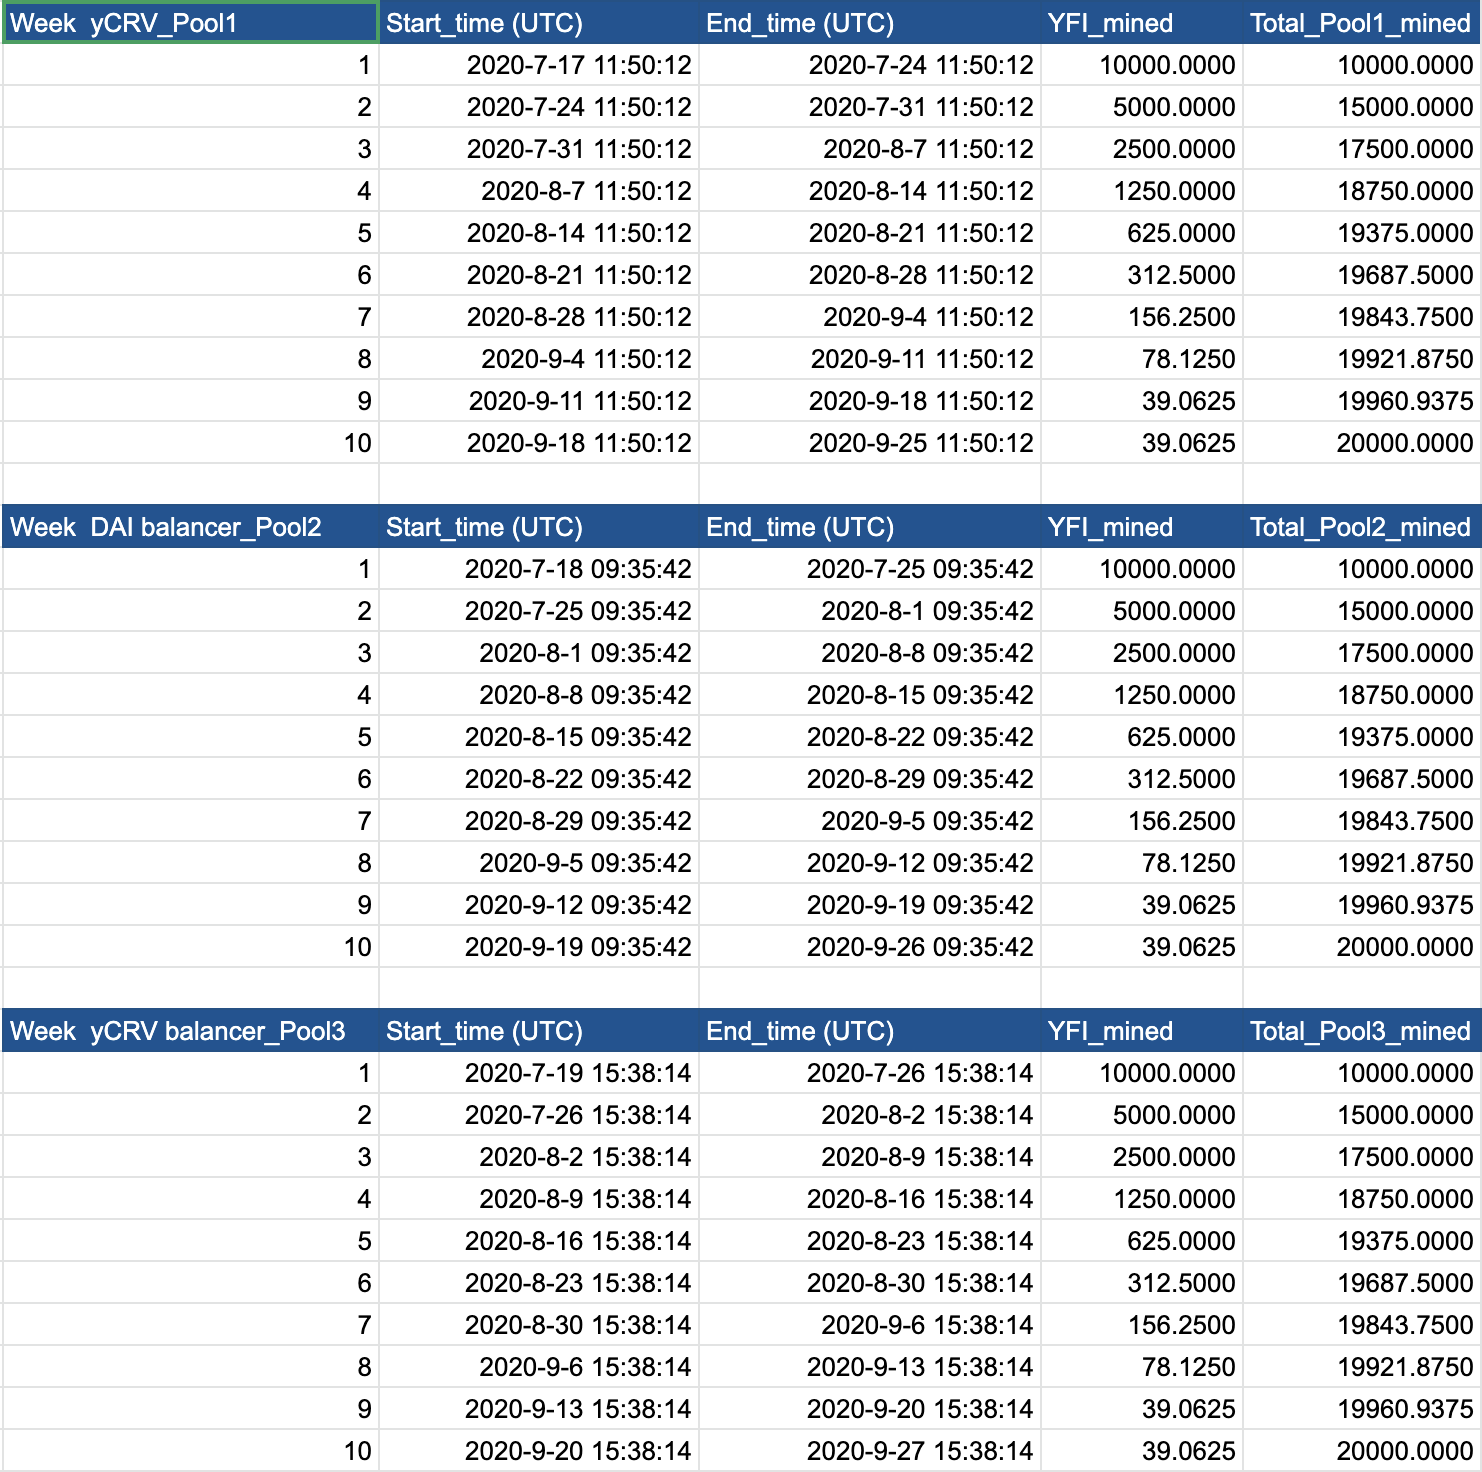 Week  yCRV_Pool1 Start_time (UTC) End_time (UTC) YFI_mined Total_Pool1_mined
1 2020-7-17 11:50:12 2020-7-24 11:50:12 10000.0000 10000.0000
2 2020-7-24 11:50:12 2020-7-31 11:50:12 5000.0000 15000.0000
3 2020-7-31 11:50:12 2020-8-7 11:50:12 2500.0000 17500.0000
4 2020-8-7 11:50:12 2020-8-14 11:50:12 1250.0000 18750.0000
5 2020-8-14 11:50:12 2020-8-21 11:50:12 625.0000 19375.0000
6 2020-8-21 11:50:12 2020-8-28 11:50:12 312.5000 19687.5000
7 2020-8-28 11:50:12 2020-9-4 11:50:12 156.2500 19843.7500
8 2020-9-4 11:50:12 2020-9-11 11:50:12 78.1250 19921.8750
9 2020-9-11 11:50:12 2020-9-18 11:50:12 39.0625 19960.9375
10 2020-9-18 11:50:12 2020-9-25 11:50:12 39.0625 20000.0000
Week  DAI balancer_Pool2 Start_time (UTC) End_time (UTC) YFI_mined Total_Pool2_mined
1 2020-7-18 09:35:42 2020-7-25 09:35:42 10000.0000 10000.0000
2 2020-7-25 09:35:42 2020-8-1 09:35:42 5000.0000 15000.0000
3 2020-8-1 09:35:42 2020-8-8 09:35:42 2500.0000 17500.0000
4 2020-8-8 09:35:42 2020-8-15 09:35:42 1250.0000 18750.0000
5 2020-8-15 09:35:42 2020-8-22 09:35:42 625.0000 19375.0000
6 2020-8-22 09:35:42 2020-8-29 09:35:42 312.5000 19687.5000
7 2020-8-29 09:35:42 2020-9-5 09:35:42 156.2500 19843.7500
8 2020-9-5 09:35:42 2020-9-12 09:35:42 78.1250 19921.8750
9 2020-9-12 09:35:42 2020-9-19 09:35:42 39.0625 19960.9375
10 2020-9-19 09:35:42 2020-9-26 09:35:42 39.0625 20000.0000
Week  yCRV balancer_Pool3 Start_time (UTC) End_time (UTC) YFI_mined Total_Pool3_mined
1 2020-7-19 15:38:14 2020-7-26 15:38:14 10000.0000 10000.0000
2 2020-7-26 15:38:14 2020-8-2 15:38:14 5000.0000 15000.0000
3 2020-8-2 15:38:14 2020-8-9 15:38:14 2500.0000 17500.0000
4 2020-8-9 15:38:14 2020-8-16 15:38:14 1250.0000 18750.0000
5 2020-8-16 15:38:14 2020-8-23 15:38:14 625.0000 19375.0000
6 2020-8-23 15:38:14 2020-8-30 15:38:14 312.5000 19687.5000
7 2020-8-30 15:38:14 2020-9-6 15:38:14 156.2500 19843.7500
8 2020-9-6 15:38:14 2020-9-13 15:38:14 78.1250 19921.8750
9 2020-9-13 15:38:14 2020-9-20 15:38:14 39.0625 19960.9375
10 2020-9-20 15:38:14 2020-9-27 15:38:14 39.0625 20000.0000